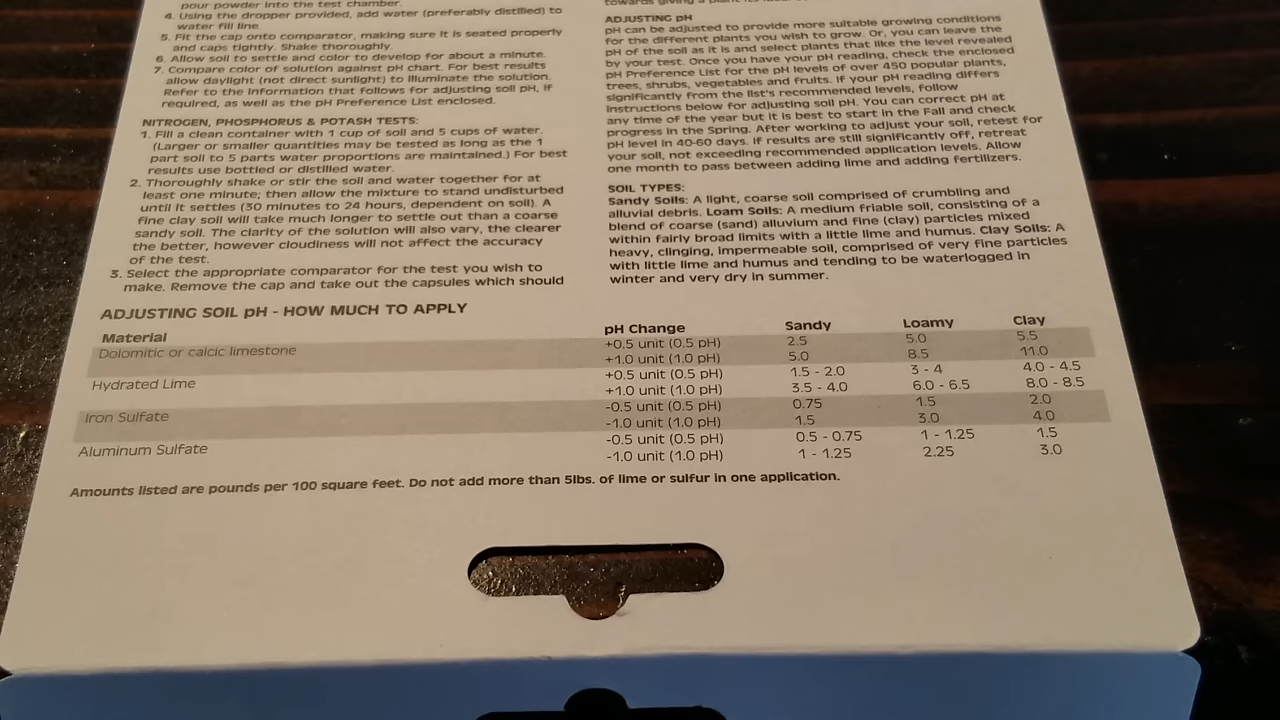 pour powder into the test chamber.
4. Using the dropper provided, add water (preferably distilled) to
water fill line.
5. Fit the cap onto comparator, making sure it is seated properly
and caps tightly. Shake thoroughly.
6. Allow soil to settle and color to develop for about a minute.
7. Compare color of solution against pH chart. For best results
allow daylight (not direct sunlight) to illuminate the solution.
Refer to the information that follows for adjusting soil pH, if
required, as well as the pH Preference List enclosed.
NITROGEN, PHOSPHORUS & POTASH TESTS:
1. Fill a clean container with 1 cup of soil and 5 cups of water.
(Larger or smaller quantities may be tested as long as the 1
part soil to 5 parts water proportions are maintained.) For best
results use bottled or distilled water.
2. Thoroughly shake or stir the soil and water together for at
least one minute; then allow the mixture to stand undisturbed
until it settles (30 minutes to 24 hours, dependent on soil). A
fine clay soil will take much longer to settle out than a coarse
sandy soil. The clarity of the solution will also vary, the clearer
the better, however cloudiness will not affect the accuracy
of the test.
3. Select the appropriate comparator for the test you wish to
make. Remove the cap and take out the capsules which should
towards giving a plant its
ADJUSTING pH
pH can be adjusted to provide more suitable growing conditions
for the different plants you wish to grow. Or, you can leave the
pH of the soil as it is and select plants that like the level revealed
by your test. Once you have your pH reading, check the enclosed
pH Preference List for the pH levels of over 450 popular plants,
trees, shrubs, vegetables and fruits. If your pH reading differs
significantly from the list's recommended levels, follow
instructions below for adjusting soil pH. You can correct pH at
any time of the year but it is best to start in the Fall and check
progress in the Spring. After working to adjust your soil, retest for
pH level in 40-60 days. If results are still significantly off, retreat
your soil, not exceeding recommended application levels. Allow
one month to pass between adding lime and adding fertilizers.
SOIL TYPES:
Sandy Soils: A light, coarse soil comprised of crumbling and
alluvial debris. Loam Soils: A medium friable soil, consisting of a
blend of coarse (sand) alluvium and fine (clay) particles mixed
within fairly broad limits with a little lime and humus. Clay Soils: A
heavy, clinging, impermeable soil, comprised of very fine particles
with little lime and humus and tending to be waterlogged in
winter and very dry in summer.
ADJUSTING SOIL pH - HOW MUCH TO APPLY
Material pH Change Sandy Loamy Clay
Dolomitic or calcic limestone +0.5 unit (0.5 pH) 2.5 5.0 5.5
+1.0 unit (1.0 pH) 5.0 8.5 11.0
Hydrated Lime +0.5 unit (0.5 pH) 1.5 - 2.0 3 - 4 4.0 - 4.5
+1.0 unit (1.0 pH) 3.5 - 4.0 6.0 - 6.5 8.0 - 8.5
Iron Sulfate -0.5 unit (0.5 pH) 0.75 1.5 2.0
-1.0 unit (1.0 pH) 1.5 3.0 4.0
Aluminum Sulfate -0.5 unit (0.5 pH) 0.5 - 0.75 1 - 1.25 1.5
-1.0 unit (1.0 pH) 1 - 1.25 2.25 3.0
Amounts listed are pounds per 100 square feet. Do not add more than 5lbs. of lime or sulfur in one application.